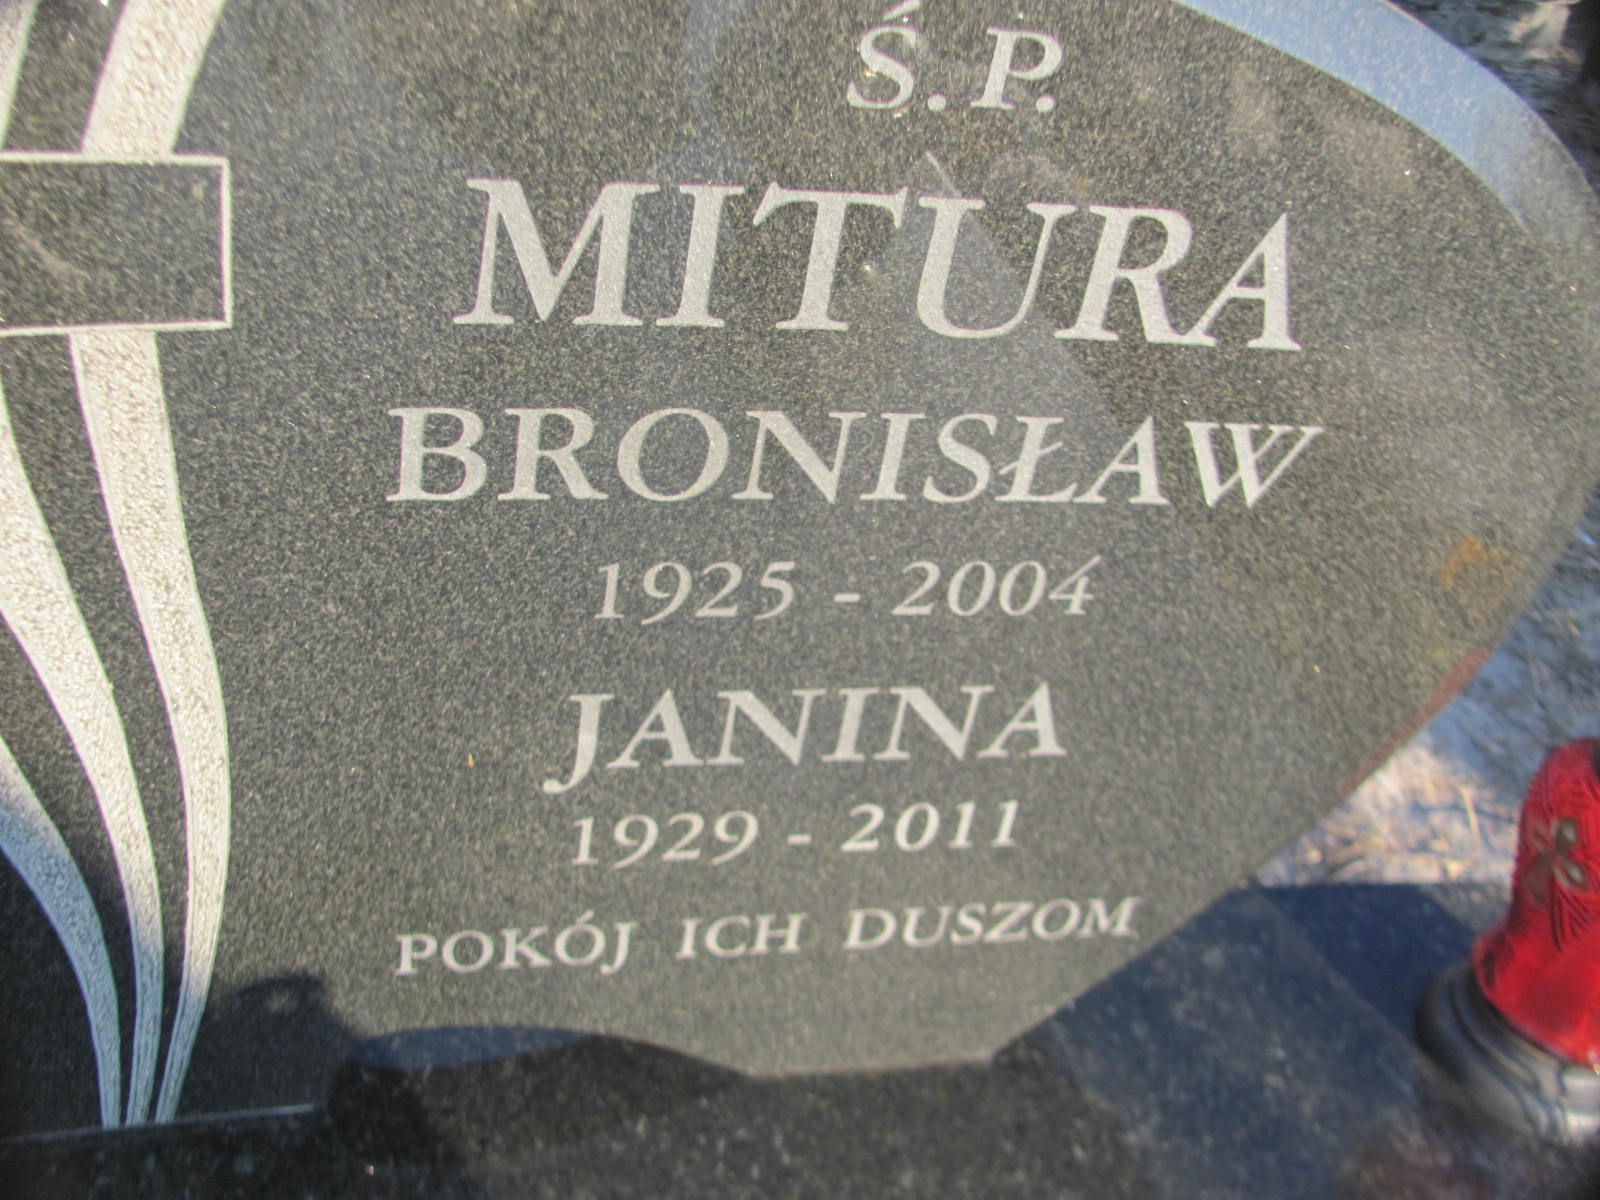 Ś.P.
MITURA
BRONISŁAW
1925 - 2004
JANINA
1929 - 2011
POKÓJ ICH DUSZOM